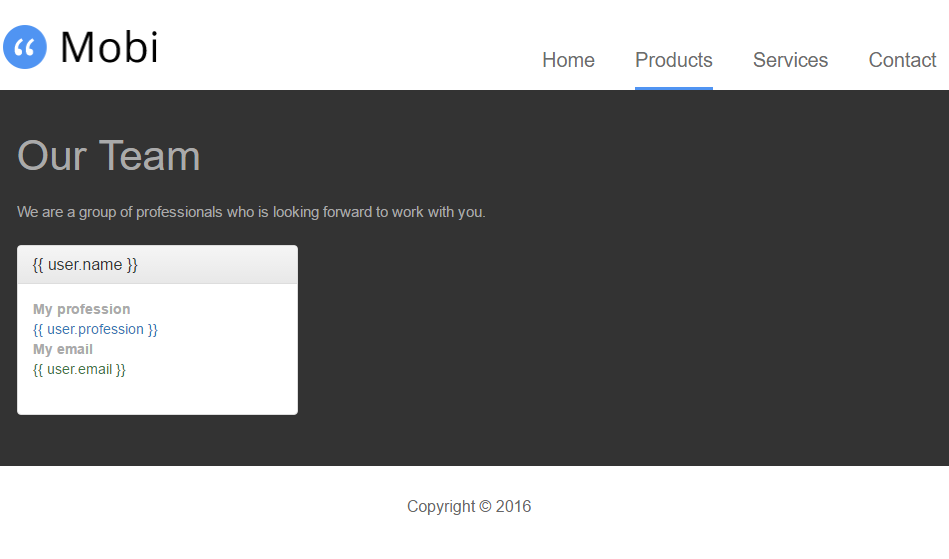 Mobi
Home Products Services Contact
Our Team
We are a group of professionals who is looking forward to work with you.
{{ user.name }}
My profession
{{ user.profession }}
My email
{{ user.email }}
Copyright © 2016